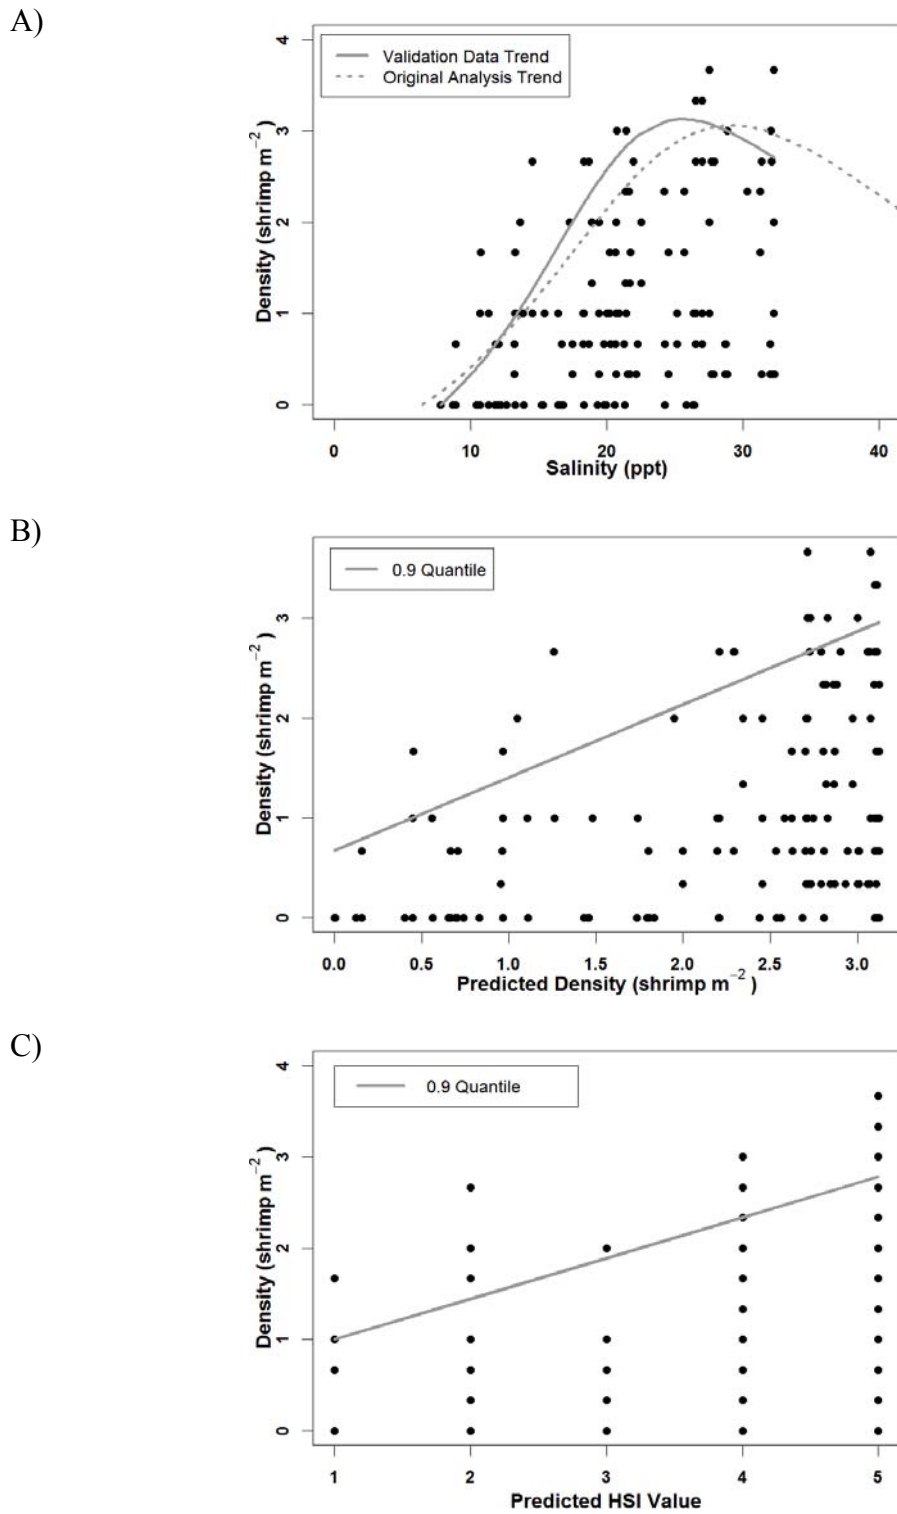 A)
Validation Data Trend
Original Analysis Trend
Density (shrimp m⁻²)
4
3
2
1
0
0 10 20 30 40
Salinity (ppt)
B)
0.9 Quantile
Density (shrimp m⁻²)
3
2
1
0
0.0 0.5 1.0 1.5 2.0 2.5 3.0
Predicted Density (shrimp m⁻²)
C)
0.9 Quantile
Density (shrimp m⁻²)
4
3
2
1
0
1 2 3 4 5
Predicted HSI Value